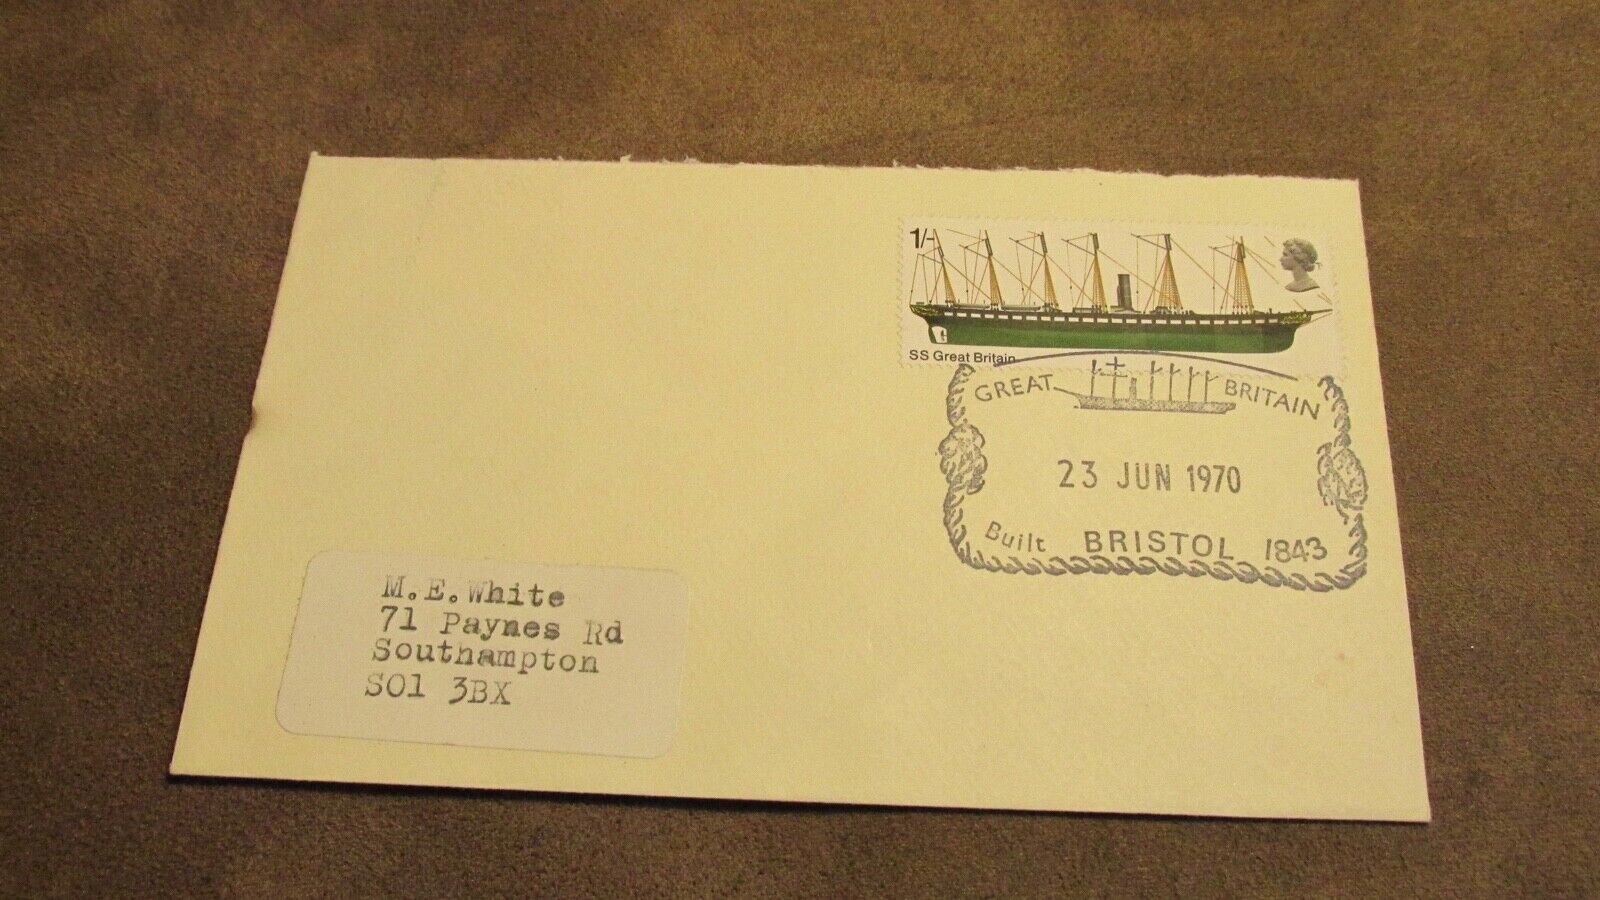 1/-
SS Great Britain
GREAT BRITAIN
23 JUN 1970
Built BRISTOL 1843
M.E.White
71 Paynes Rd
Southampton
SO1 3BX